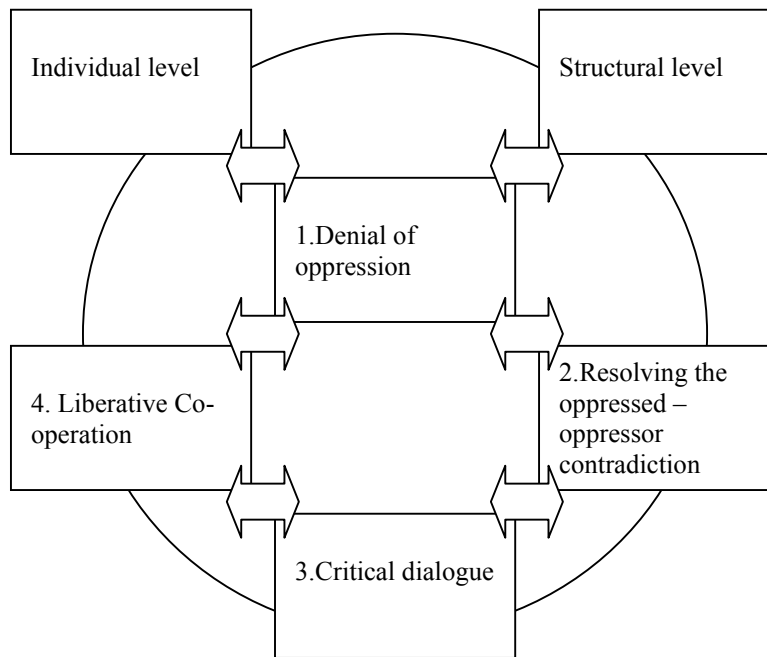 Individual level
Structural level
1.Denial of
oppression
4. Liberative Co-
operation
2.Resolving the
oppressed –
oppressor
contradiction
3.Critical dialogue